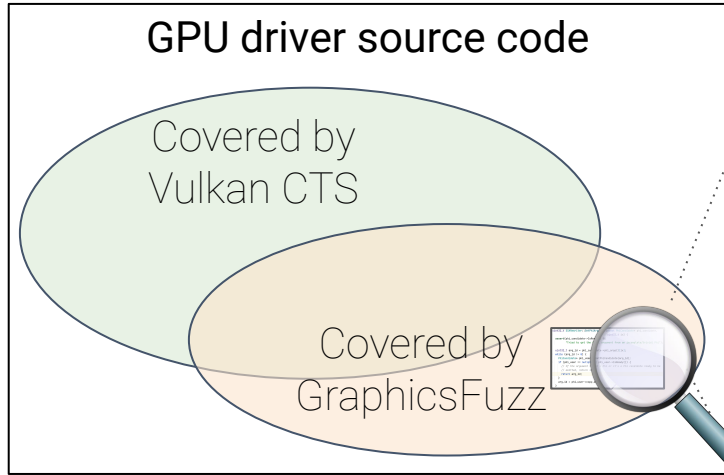 GPU driver source code
Covered by
Vulkan CTS
Covered by
GraphicsFuzz